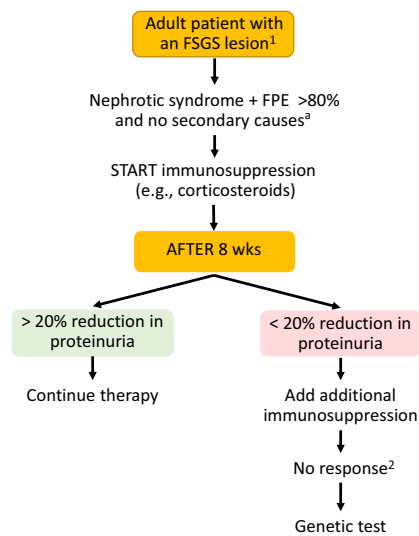 Adult patient with
an FSGS lesion¹
Nephrotic syndrome + FPE >80%
and no secondary causesᵃ
START immunosuppression
(e.g., corticosteroids)
AFTER 8 wks
> 20% reduction in
proteinuria
Continue therapy
< 20% reduction in
proteinuria
Add additional
immunosuppression
No response²
Genetic test